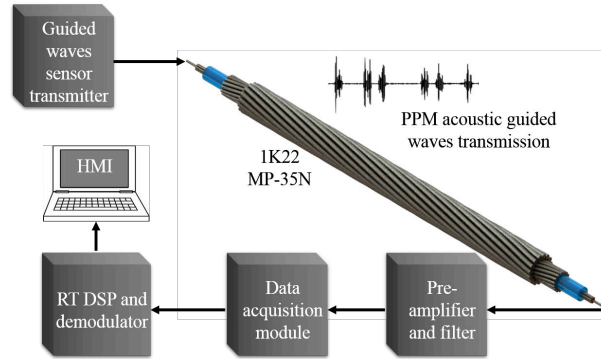 Guided
waves
sensor
transmitter
PPM acoustic guided
waves transmission
1K22
MP-35N
HMI
RT DSP and
demodulator
Data
acquisition
module
Pre-
amplifier
and filter